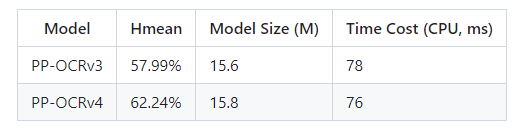 Model Hmean Model Size (M) Time Cost (CPU, ms)
PP-OCRv3 57.99% 15.6 78
PP-OCRv4 62.24% 15.8 76